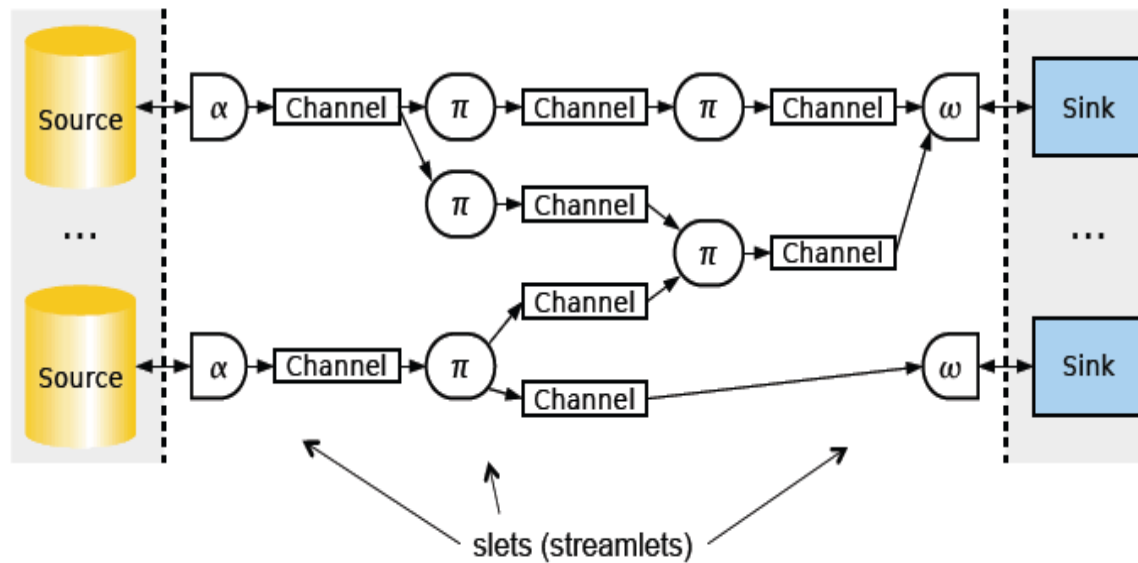 Source
α
Channel
π
Channel
π
Channel
ω
Sink
π
Channel
...
π
Channel
...
Channel
Source
α
Channel
π
Channel
ω
Sink
slets (streamlets)